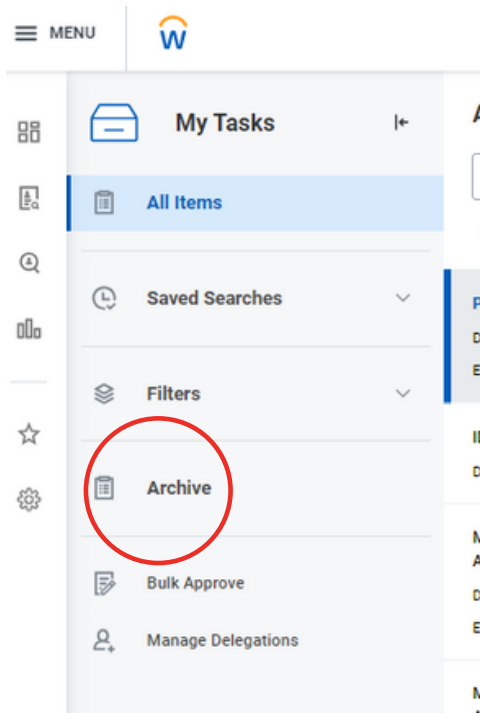 MENU
My Tasks
All Items
Saved Searches
Filters
Archive
Bulk Approve
Manage Delegations